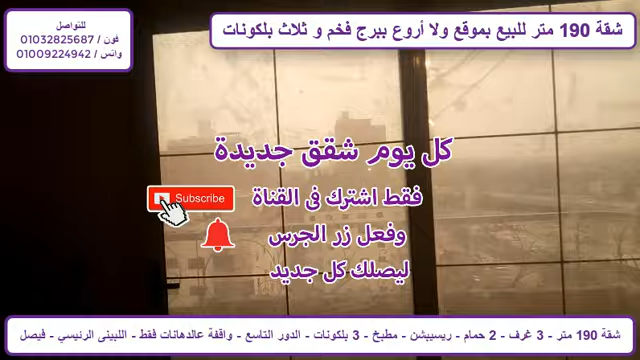 للتواصل
فون / 01032825687
واتس / 01009224942
شقة 190 متر للبيع بموقع ولا أروع ببرج فخم و ثلاث بلكونات
كل يوم شقق جديدة
فقط اشترك فى القناة
Subscribe
وفعل زر الجرس
ليصلك كل جديد
شقة 190 متر - 3 غرف - 2 حمام - ريسيبشن - مطبخ - 3 بلكونات - الدور التاسع - واقفة عالدهانات فقط - اللبينى الرئيسي - فيصل